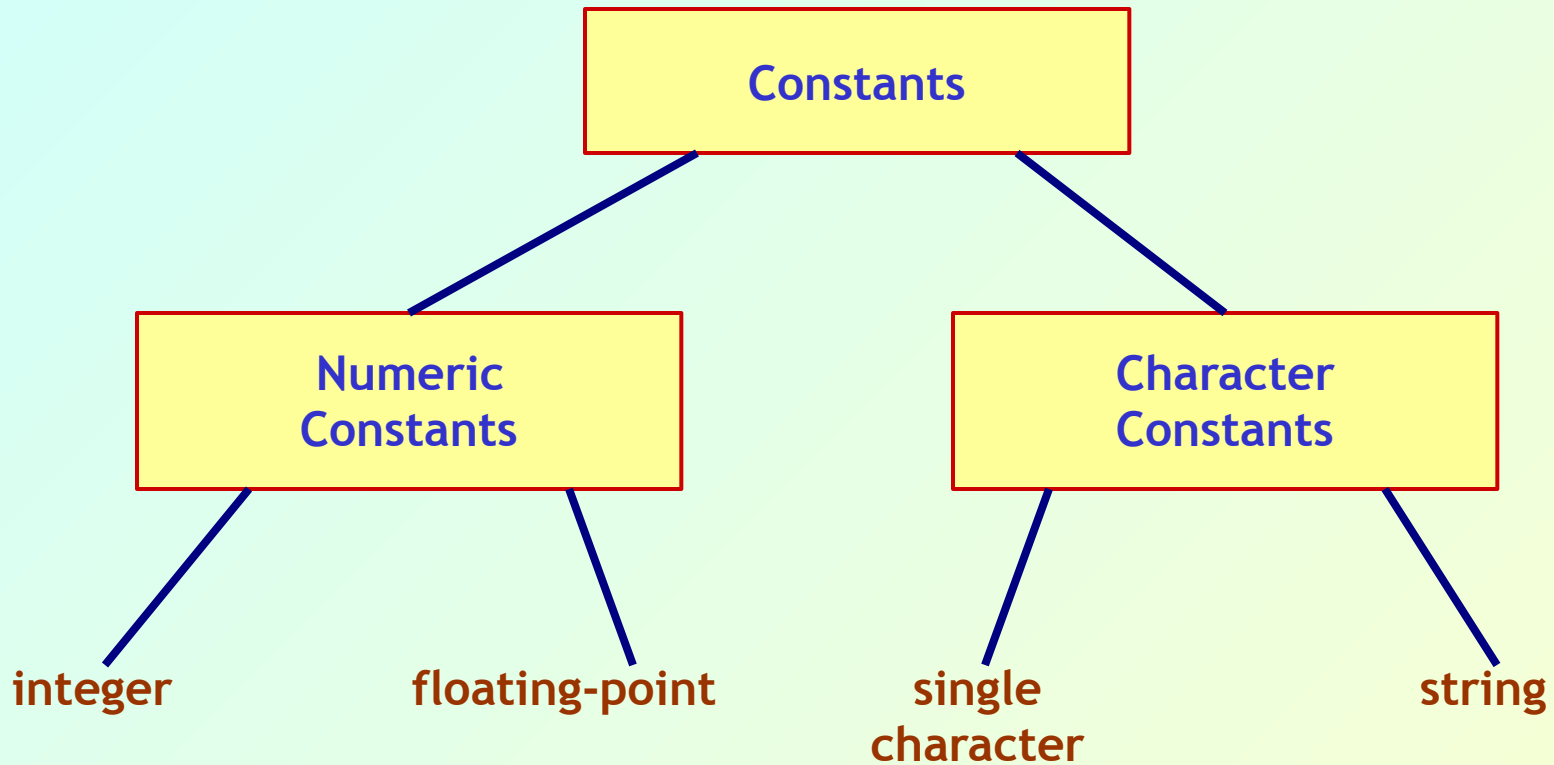 Constants
Numeric
Constants
Character
Constants
integer
floating-point
single
character
string